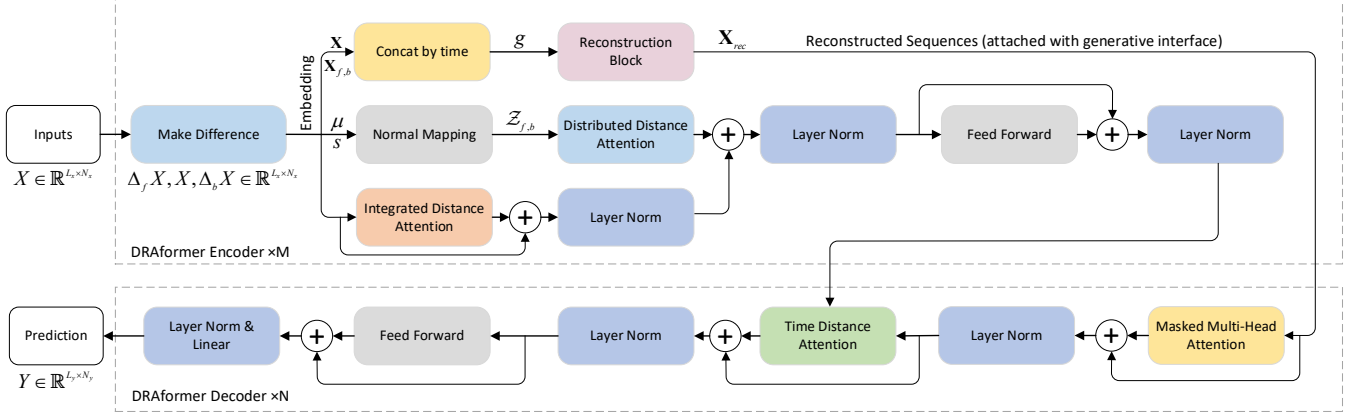 Inputs
X ∈ ℝ^{L_x×N_x}
Make Difference
Δ_f X, X, Δ_b X ∈ ℝ^{L_x×N_x}
Embedding
X
X_{f,b}
Concat by time
g
Reconstruction
Block
X_{rec}
Reconstructed Sequences (attached with generative interface)
μ
s
Normal Mapping
Z_{f,b}
Distributed Distance
Attention
+
Layer Norm
Feed Forward
+
Layer Norm
Integrated Distance
Attention
+
Layer Norm
DRAformer Encoder ×M
Prediction
Y ∈ ℝ^{L_y×N_y}
Layer Norm &
Linear
+
Feed Forward
Layer Norm
+
Time Distance
Attention
Layer Norm
+
Masked Multi-Head
Attention
DRAformer Decoder ×N